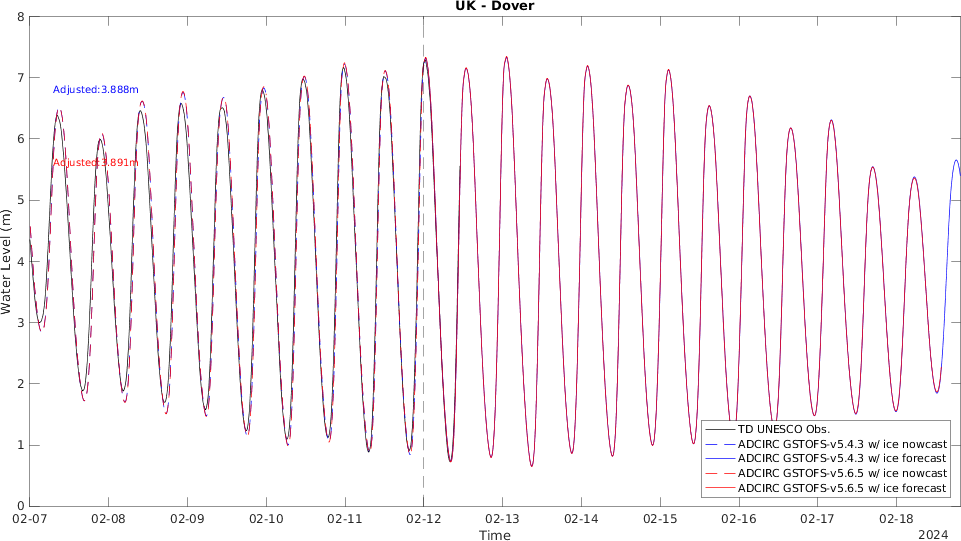 UK - Dover
8
7
6
5
4
3
2
1
0
Water Level (m)
Adjusted:3.888m
Adjusted:3.891m
TD UNESCO Obs.
ADCIRC GSTOFS-v5.4.3 w/ ice nowcast
ADCIRC GSTOFS-v5.4.3 w/ ice forecast
ADCIRC GSTOFS-v5.6.5 w/ ice nowcast
ADCIRC GSTOFS-v5.6.5 w/ ice forecast
02-07 02-08 02-09 02-10 02-11 02-12 02-13 02-14 02-15 02-16 02-17 02-18
Time
2024